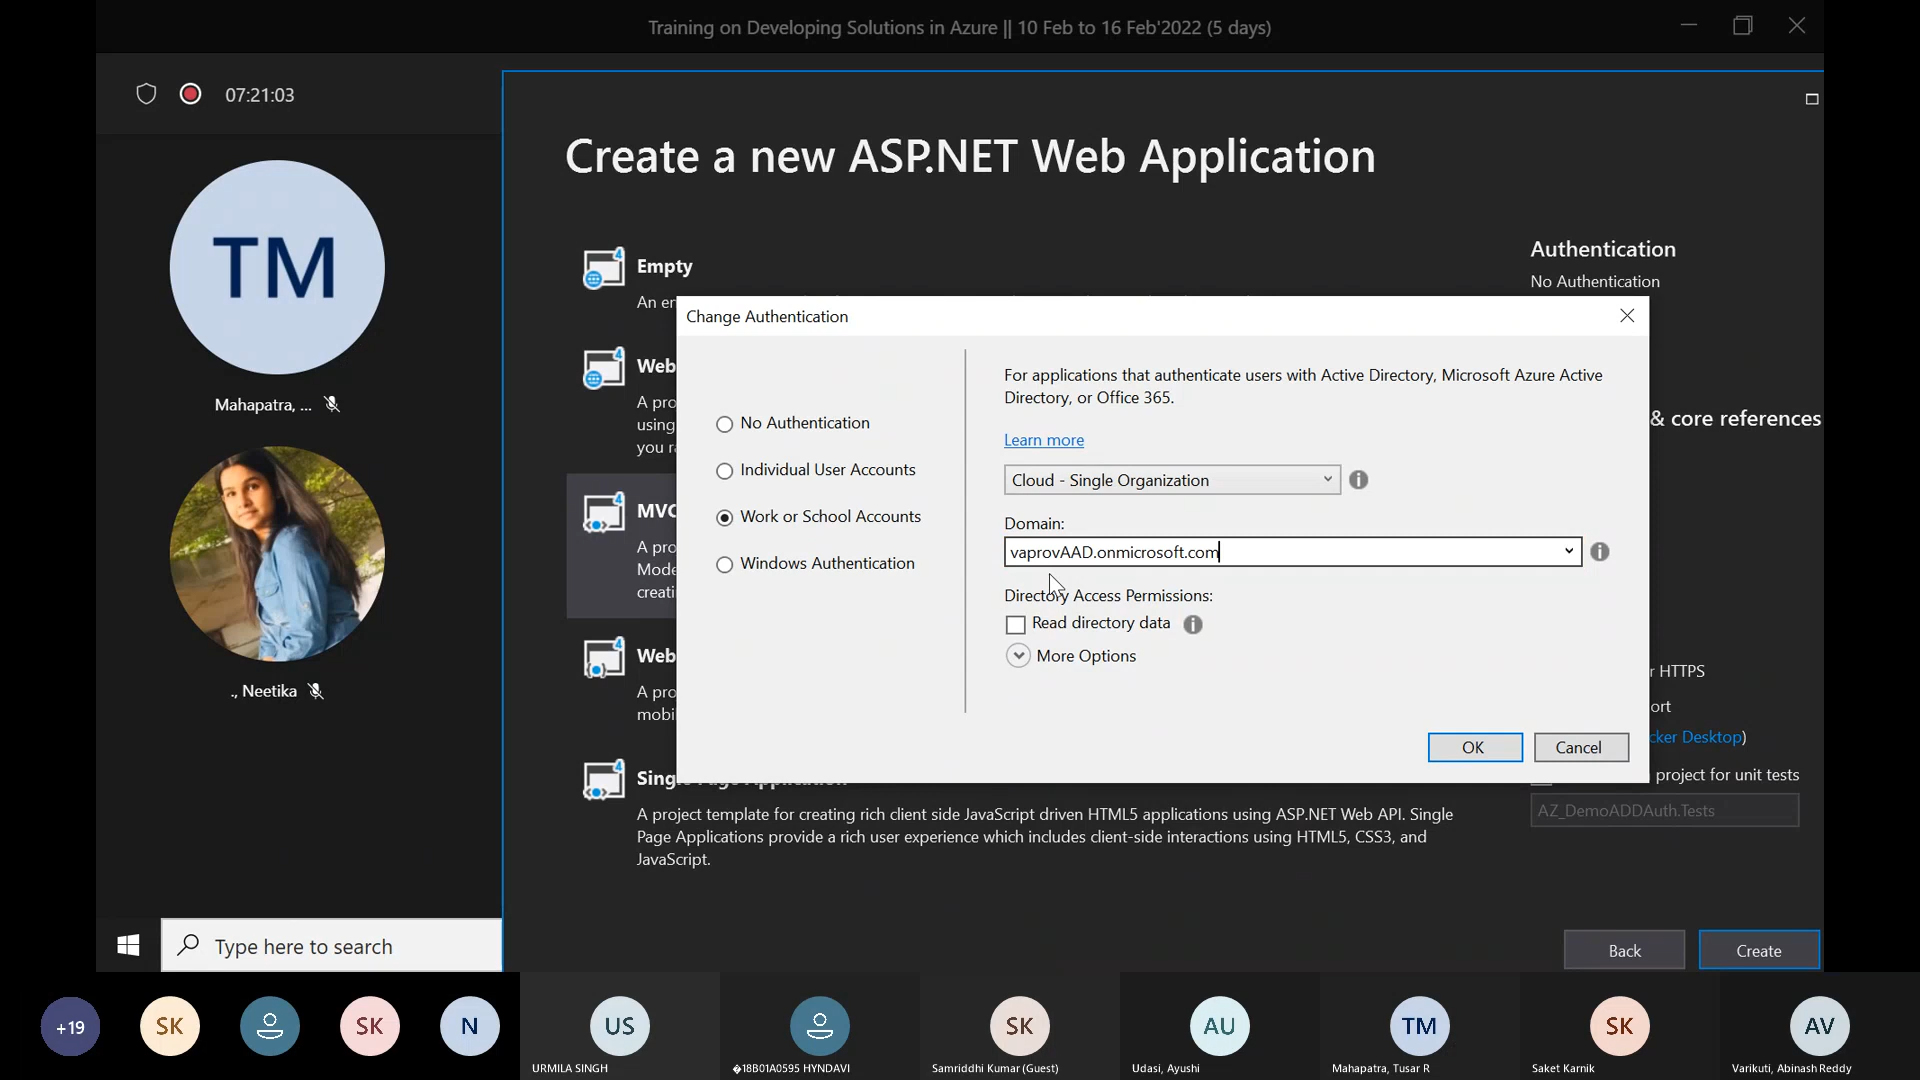 Training on Developing Solutions in Azure || 10 Feb to 16 Feb'2022 (5 days)
07:21:03
Create a new ASP.NET Web Application
TM
Mahapatra, ...
., Neetika
Empty
An en
Web
A pro
using
you ra
MVC
A pro
Mode
creati
Web
A pro
mobi
Single Page Application
A project template for creating rich client side JavaScript driven HTML5 applications using ASP.NET Web API. Single
Page Applications provide a rich user experience which includes client-side interactions using HTML5, CSS3, and
JavaScript.
Authentication
No Authentication
& core references
r HTTPS
ort
cker Desktop)
project for unit tests
AZ_DemoADDAuth.Tests
Change Authentication
No Authentication
Individual User Accounts
Work or School Accounts
Windows Authentication
For applications that authenticate users with Active Directory, Microsoft Azure Active
Directory, or Office 365.
Learn more
Cloud - Single Organization
Domain:
vaprovAAD.onmicrosoft.com
Directory Access Permissions:
Read directory data
More Options
OK
Cancel
Back
Create
Type here to search
+19
SK
SK
N
US
URMILA SINGH
�18B01A0595 HYNDAVI
SK
Samriddhi Kumar (Guest)
AU
Udasi, Ayushi
TM
Mahapatra, Tusar R
SK
Saket Karnik
AV
Varikuti, Abinash Reddy